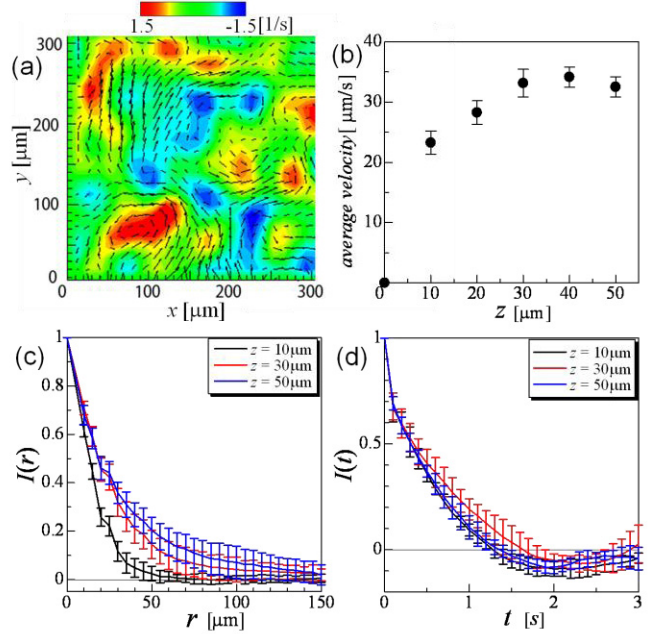 1.5 -1.5[1/s]
(a)
300
200
100
0
y [μm]
0 100 200 300
x [μm]
(b)
40
30
20
10
0
average velocity[ μm/s]
0 10 20 30 40 50
z [μm]
(c)
z = 10μm
z = 30μm
z = 50μm
1
0.8
0.6
0.4
0.2
0
I(r)
0 50 100 150
r [μm]
(d)
z = 10μm
z = 30μm
z = 50μm
1
0.5
0
I(t)
0 1 2 3
t [s]